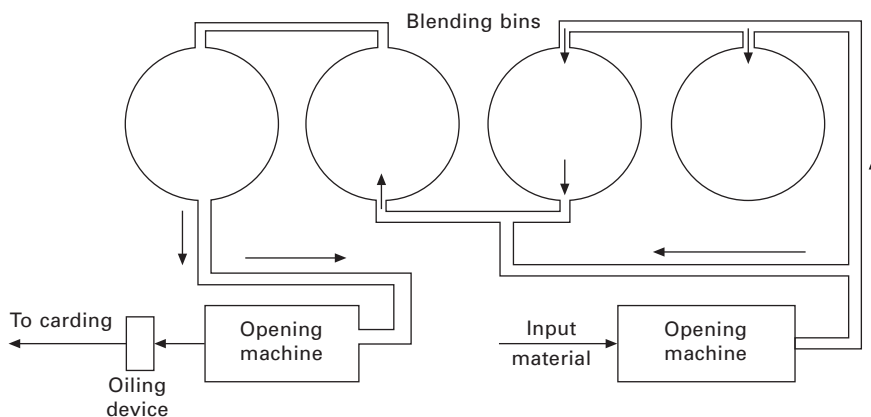 Blending bins
To carding
Opening
machine
Oiling
device
Input
material
Opening
machine